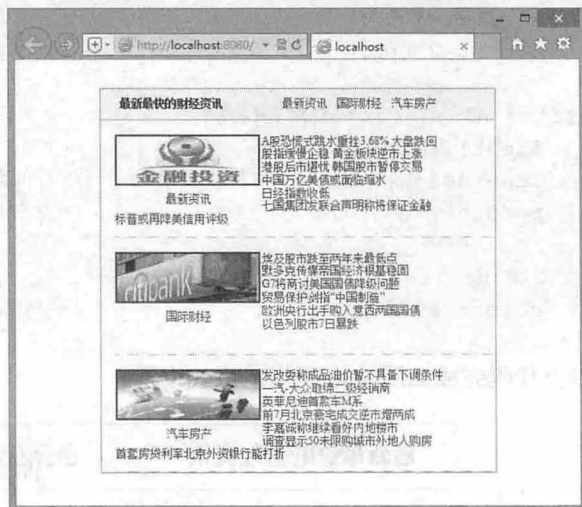 http://localhost:8080/
localhost
最新最快的财经资讯
最新资讯 国际财经 汽车房产
金融投资
最新资讯
标普或再降美信用评级
A股恐慌式跳水重挫3.68% 大盘跌回
股指缓慢企稳 黄金板块逆市上涨
港股后市堪忧 韩国股市暂停交易
中国万亿美债或面临缩水
日经指数收低
七国集团发联合声明称将保证金融
citibank
国际财经
埃及股市跌至两年来最低点
默多克传媒帝国经济根基稳固
G7将商讨美国国债降级问题
贸易保护剑指“中国制造”
欧洲央行出手购入意西两国国债
以色列股市7日暴跌
汽车房产
首套房贷利率北京外资银行能打折
发改委称成品油价暂不具备下调条件
一汽-大众取缔二级经销商
英菲尼迪首款车M系
前7月北京豪宅成交逆市增两成
李嘉诚称继续看好内地楼市
调查显示50未限购城市外地人购房